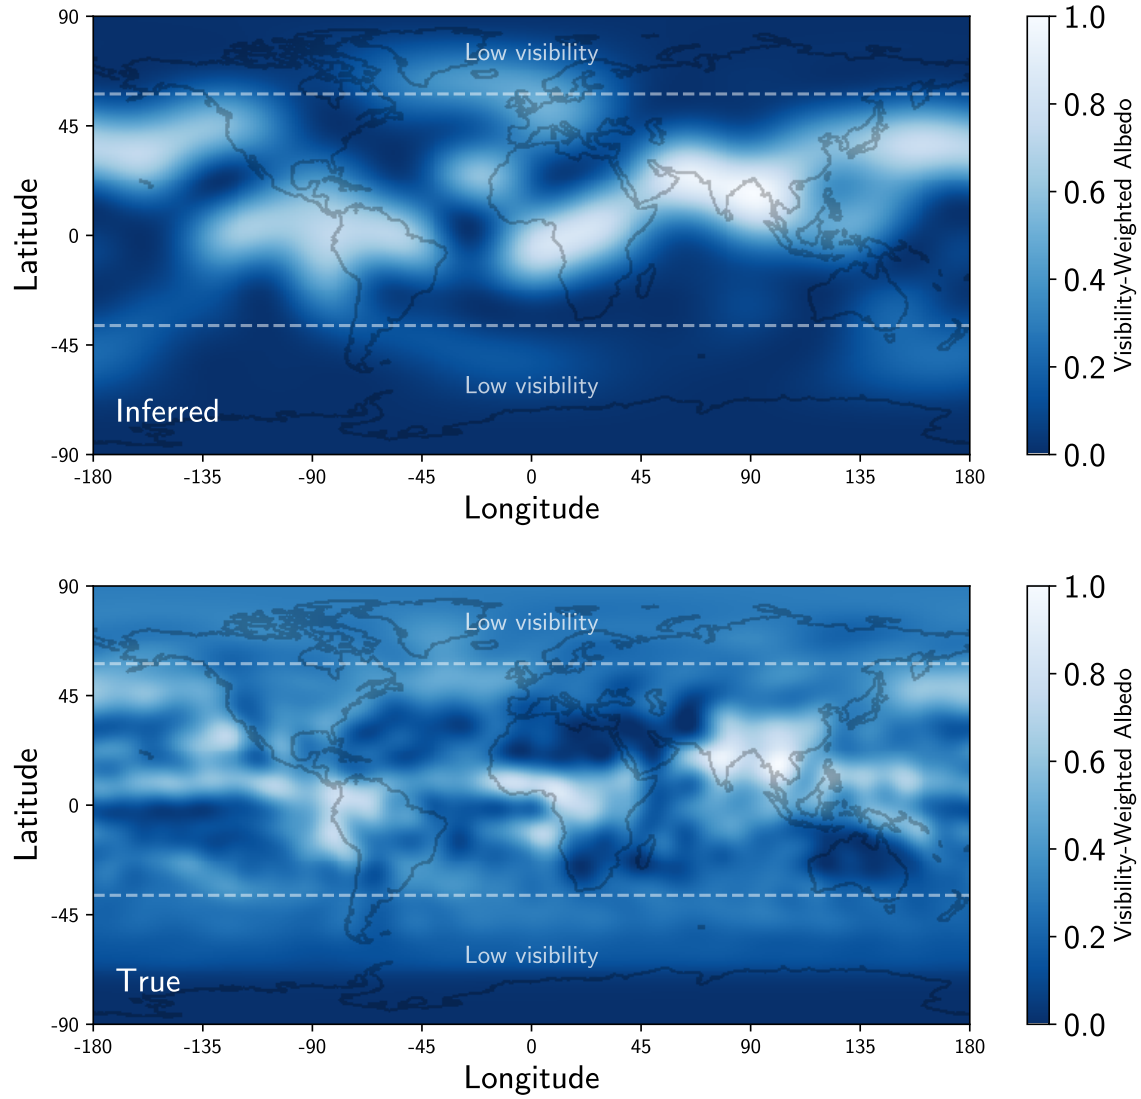 90
45
0
-45
-90
Latitude
Low visibility
Low visibility
Inferred
-180 -135 -90 -45 0 45 90 135 180
Longitude
1.0
0.8
0.6
0.4
0.2
0.0
Visibility-Weighted Albedo
90
45
0
-45
-90
Latitude
Low visibility
Low visibility
True
-180 -135 -90 -45 0 45 90 135 180
Longitude
1.0
0.8
0.6
0.4
0.2
0.0
Visibility-Weighted Albedo